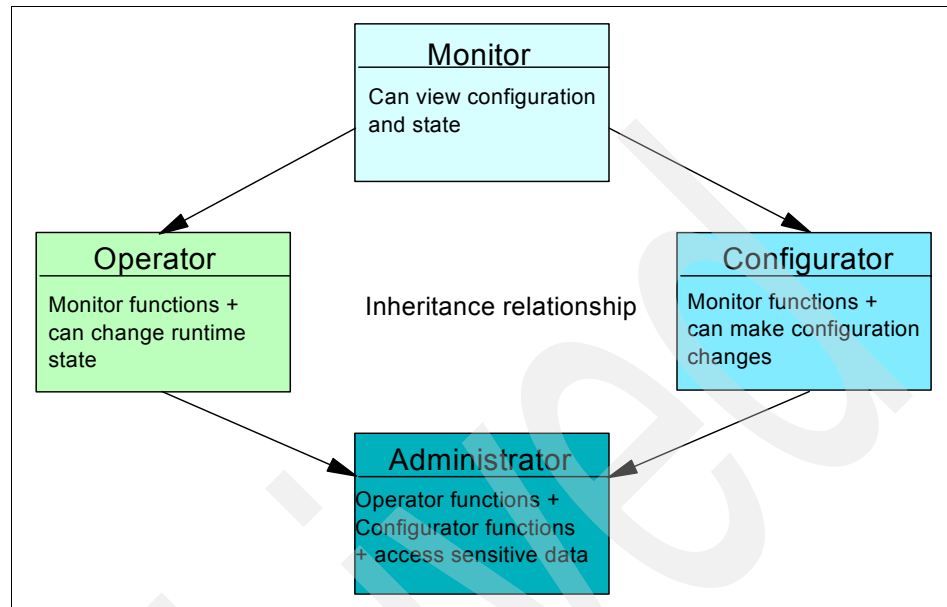 Monitor
Can view configuration
and state
Operator
Monitor functions +
can change runtime
state
Inheritance relationship
Configurator
Monitor functions +
can make configuration
changes
Administrator
Operator functions +
Configurator functions
+ access sensitive data